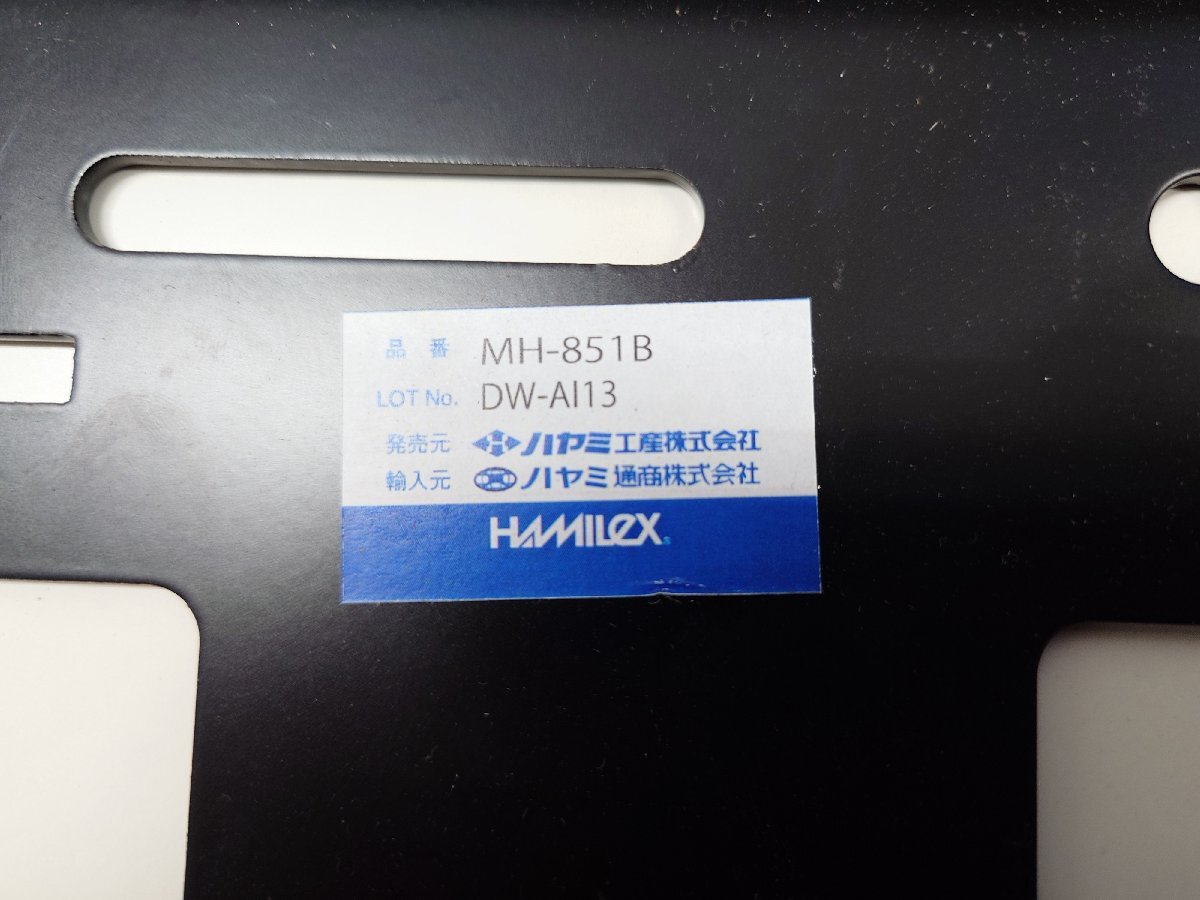 品番 MH-851B
LOT No. DW-AI13
発売元 ハヤミ工産株式会社
輸入元 ハヤミ通商株式会社
HAMILeX